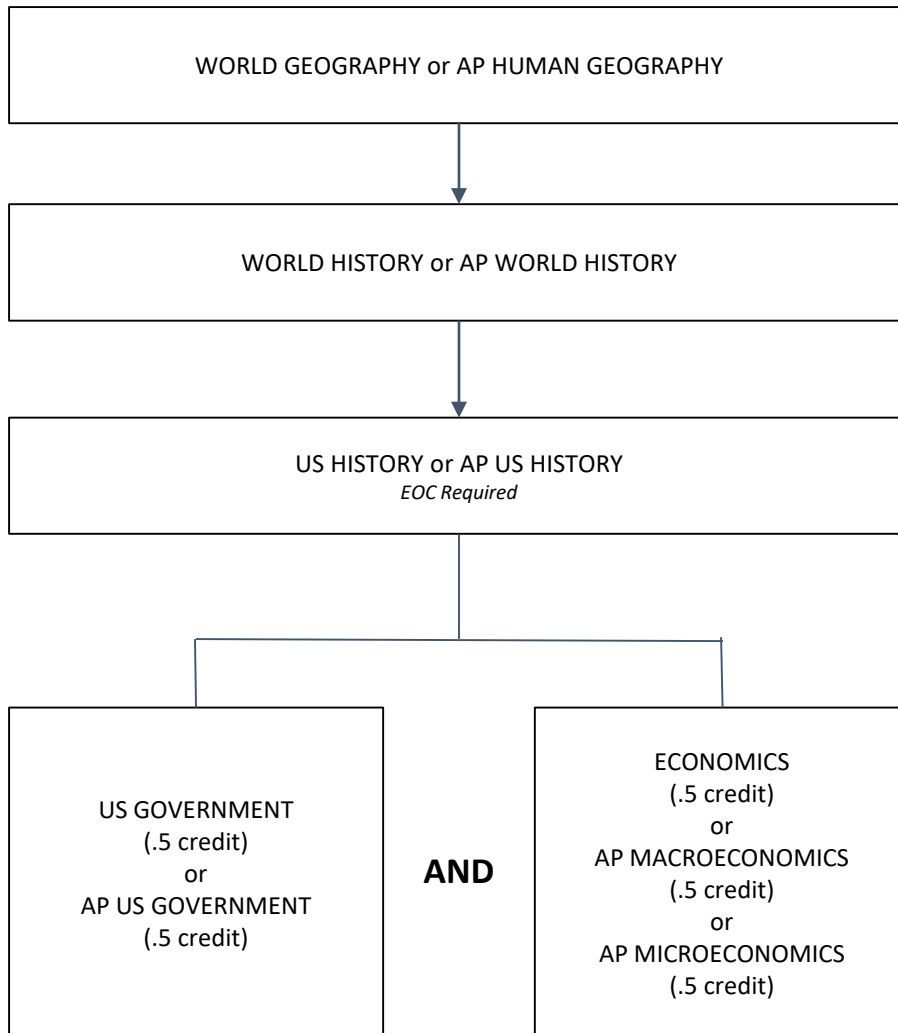 WORLD GEOGRAPHY or AP HUMAN GEOGRAPHY
WORLD HISTORY or AP WORLD HISTORY
US HISTORY or AP US HISTORY
EOC Required
US GOVERNMENT
(.5 credit)
or
AP US GOVERNMENT
(.5 credit)
AND
ECONOMICS
(.5 credit)
or
AP MACROECONOMICS
(.5 credit)
or
AP MICROECONOMICS
(.5 credit)